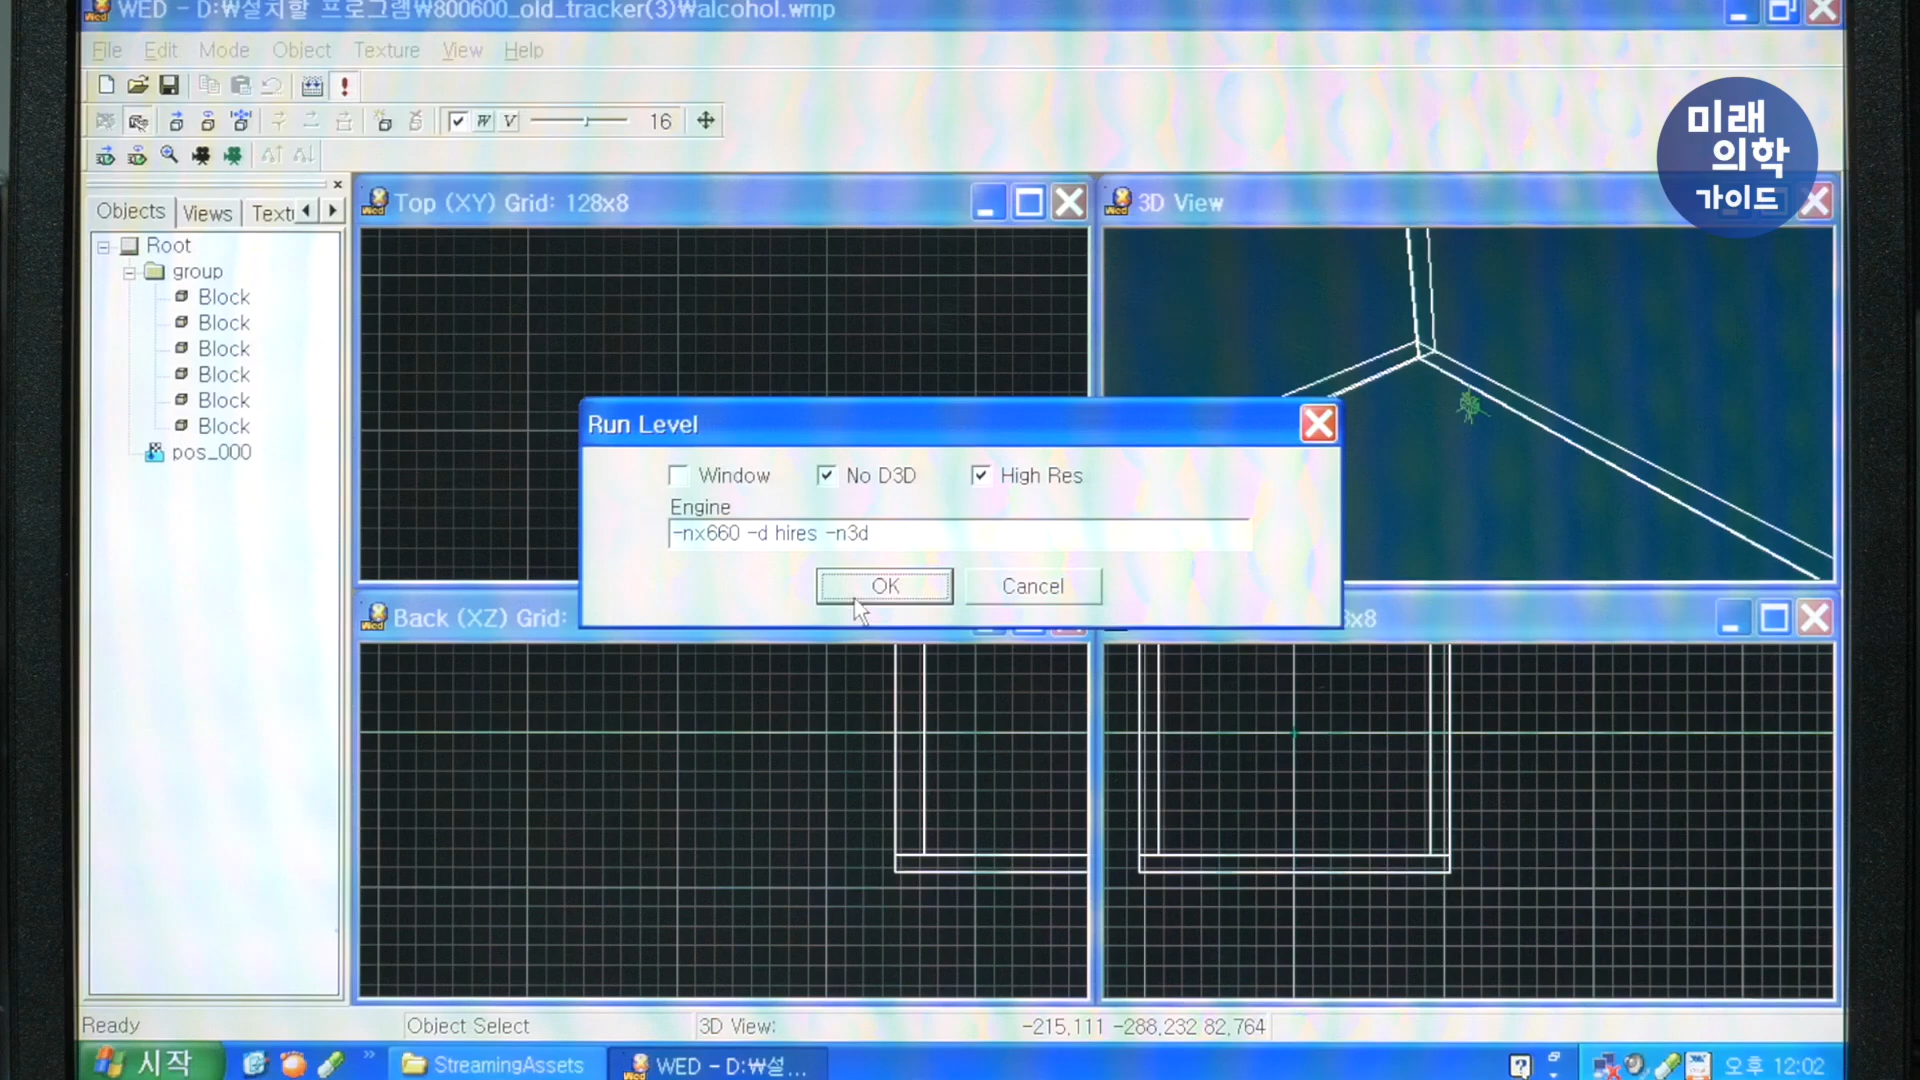 WED - D:₩설치할 프로그램₩800600_old_tracker(3)₩alcohol.wmp
File Edit Mode Object Texture View Help
W V 16
미래
의학
가이드
Objects Views Text
Top (XY) Grid: 128x8
3D View
Root
group
Block
Block
Block
Block
Block
Block
pos_000
Run Level
Window No D3D High Res
Engine
-nx660 -d hires -n3d
OK Cancel
Back (XZ) Grid:
8x8
Ready Object Select 3D View: -215,111 -288,232 82,764
시작 StreamingAssets WED - D:₩설... 오후 12:02